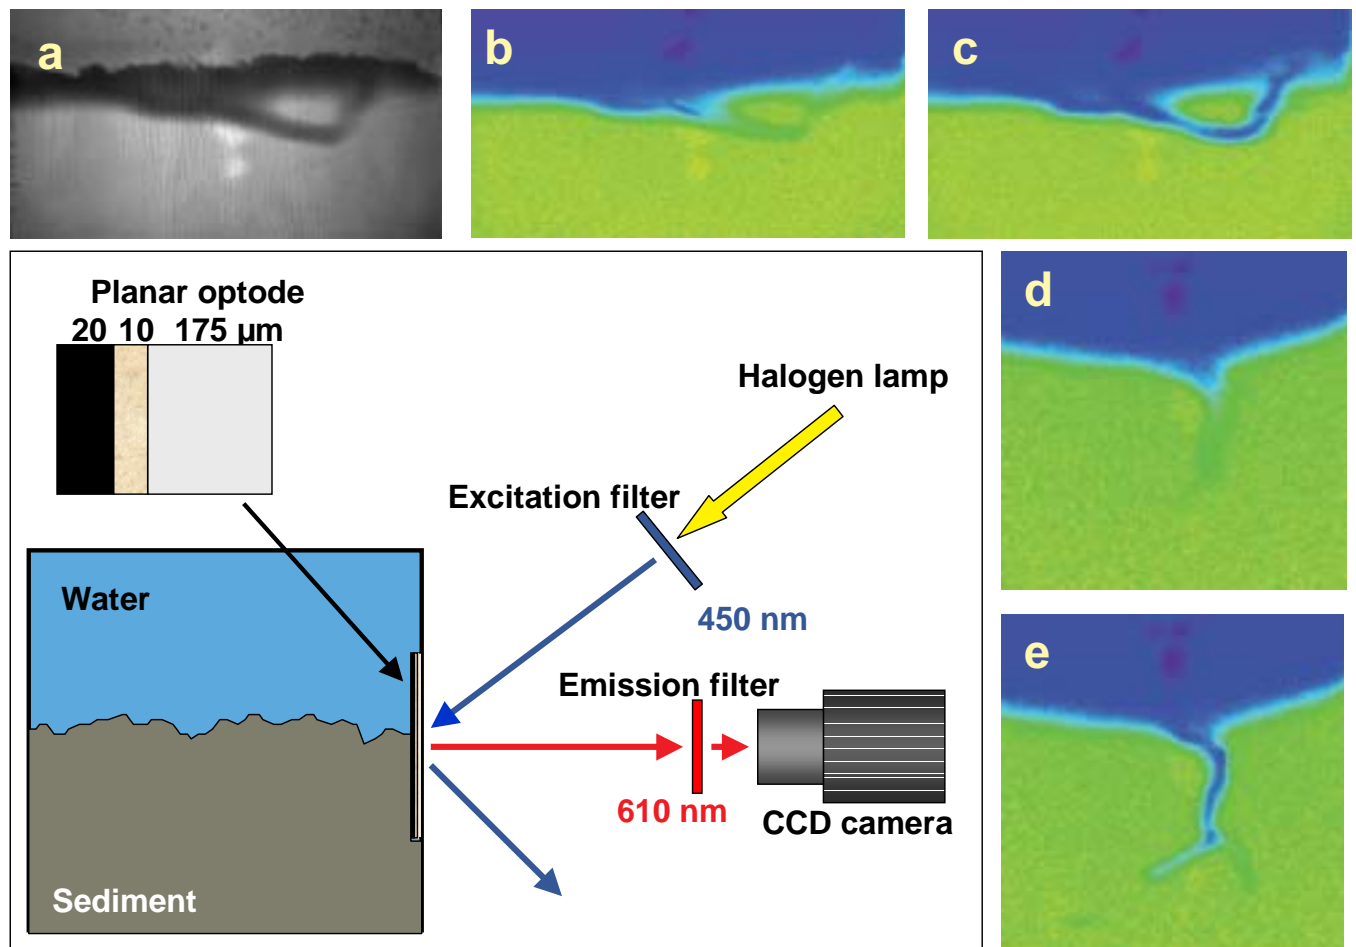 a
b
c
Planar optode
20 10 175 µm
Halogen lamp
Excitation filter
450 nm
Water
Emission filter
610 nm
CCD camera
Sediment
d
e